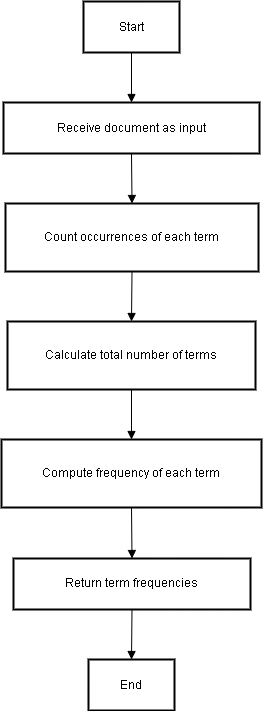 Start
Receive document as input
Count occurrences of each term
Calculate total number of terms
Compute frequency of each term
Return term frequencies
End